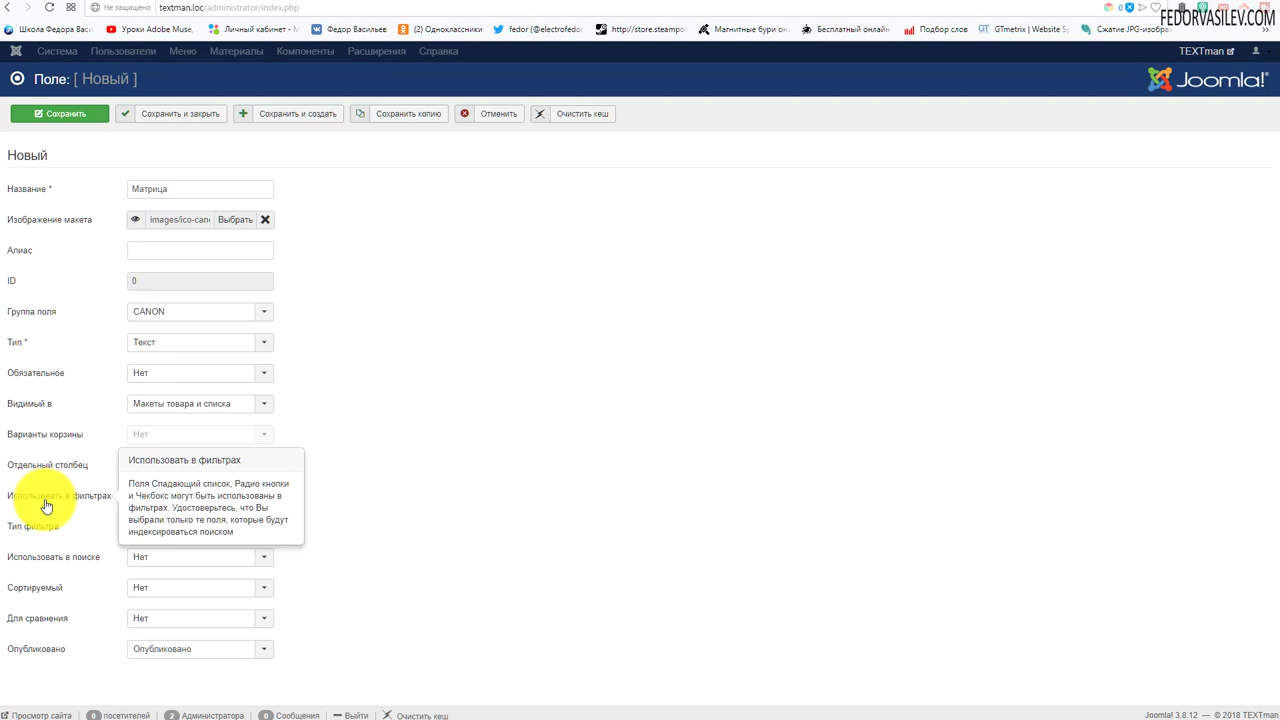 Не защищено textman.loc/administrator/index.php
FEDORVASILEV.COM
Школа Федора Васил Уроки Adobe Muse, Личный кабинет - М Федор Васильев (2) Одноклассники fedor (@electrofedor http://store.steampo Магнитные бури онл Бесплатный онлайн Подбор слов GTmetrix | Website S Сжатие JPG-изображ
Система Пользователи Меню Материалы Компоненты Расширения Справка TEXTman
Поле: [ Новый ] Joomla!®
Сохранить Сохранить и закрыть Сохранить и создать Сохранить копию Отменить Очистить кеш
Новый
Название * Матрица
Изображение макета images/ico-cano Выбрать
Алиас
ID 0
Группа поля CANON
Тип * Текст
Обязательное Нет
Видимый в Макеты товара и списка
Варианты корзины Нет
Отдельный столбец
Использовать в фильтрах
Тип фильтра
Использовать в фильтрах
Поля Спадающий список, Радио кнопки
и Чекбокс могут быть использованы в
фильтрах. Удостоверьтесь, что Вы
выбрали только те поля, которые будут
индексироваться поиском
Использовать в поиске Нет
Сортируемый Нет
Для сравнения Нет
Опубликовано Опубликовано
Просмотр сайта 0 посетителей 2 Администратора 0 Сообщения Выйти Очистить кеш Joomla! 3.8.12 — © 2018 TEXTman